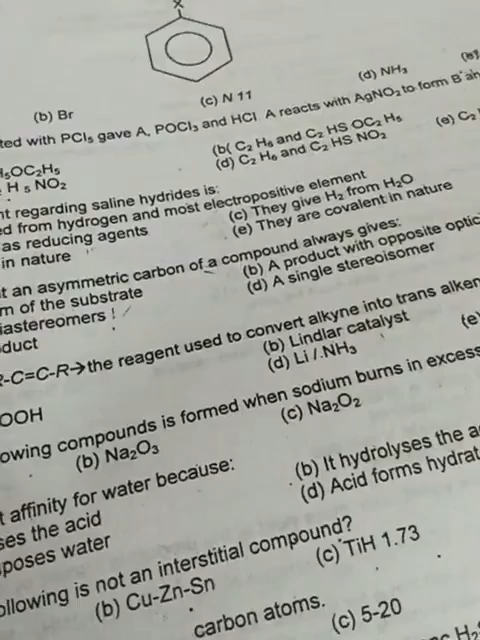 X
(b) Br
(c) N 11
(d) NH₃
ted with PCl₅ gave A, POCl₃ and HCl A reacts with AgNO₂ to form B an
H₅OC₂H₅
(b( C₂ H₆ and C₂ HS OC₂ H₅
(e) C₂
H ₅ NO₂
(d) C₂ H₆ and C₂ HS NO₂
nt regarding saline hydrides is:
ed from hydrogen and most electropositive element
as reducing agents
(c) They give H₂ from H₂O
in nature
(e) They are covalent in nature
t an asymmetric carbon of a compound always gives:
m of the substrate
(b) A product with opposite optic
iastereomers !
(d) A single stereoisomer
duct
R-C=C-R→the reagent used to convert alkyne into trans alken
(b) Lindlar catalyst
(e)
OOH
(d) Li / NH₃
owing compounds is formed when sodium burns in excess
(b) Na₂O₃
(c) Na₂O₂
t affinity for water because:
ses the acid
(b) It hydrolyses the a
poses water
(d) Acid forms hydrat
ollowing is not an interstitial compound?
(b) Cu-Zn-Sn
(c) TiH 1.73
carbon atoms.
(c) 5-20